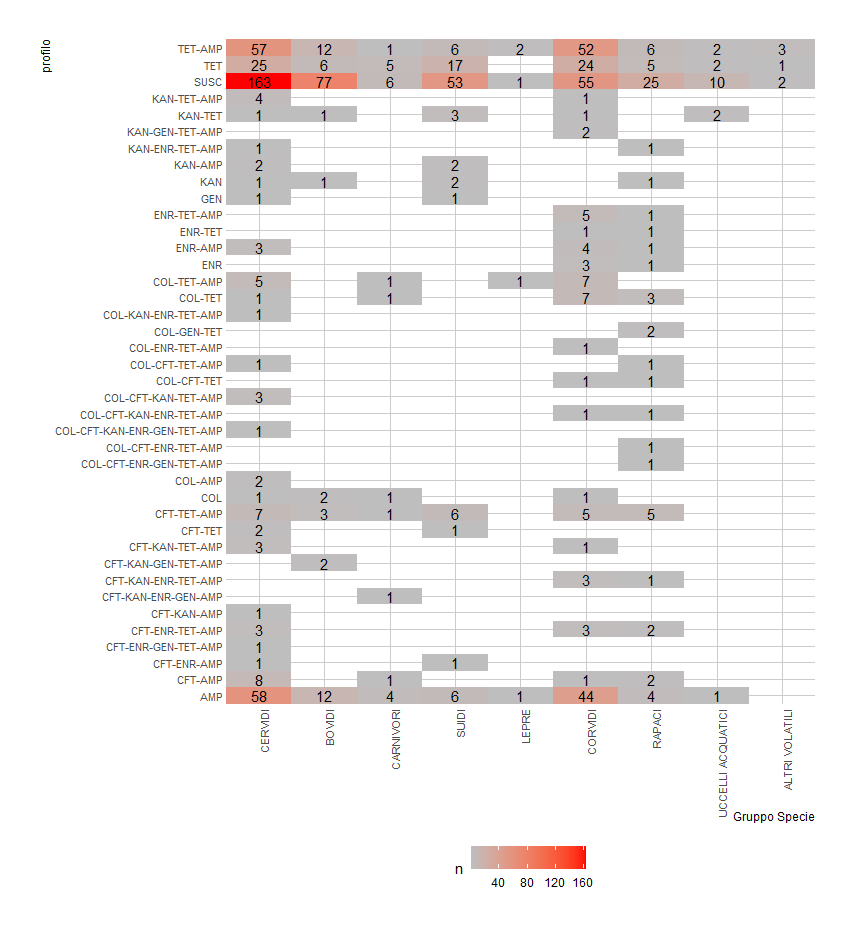 profilo
TET-AMP 57 12 1 6 2 52 6 2 3
TET 25 6 5 17 24 5 2 1
SUSC 163 77 6 53 1 55 25 10 2
KAN-TET-AMP 4 1
KAN-TET 1 1 3 1 2
KAN-GEN-TET-AMP 2
KAN-ENR-TET-AMP 1 1
KAN-AMP 2 2
KAN 1 1 2 1
GEN 1 1
ENR-TET-AMP 5 1
ENR-TET 1 1
ENR-AMP 3 4 1
ENR 3 1
COL-TET-AMP 5 1 1 7
COL-TET 1 1 7 3
COL-KAN-ENR-TET-AMP 1
COL-GEN-TET 2
COL-ENR-TET-AMP 1
COL-CFT-TET-AMP 1 1
COL-CFT-TET 1 1
COL-CFT-KAN-TET-AMP 3
COL-CFT-KAN-ENR-TET-AMP 1 1
COL-CFT-KAN-ENR-GEN-TET-AMP 1
COL-CFT-ENR-TET-AMP 1
COL-CFT-ENR-GEN-TET-AMP 1
COL-AMP 2
COL 1 2 1 1
CFT-TET-AMP 7 3 1 6 5 5
CFT-TET 2 1
CFT-KAN-TET-AMP 3 1
CFT-KAN-GEN-TET-AMP 2
CFT-KAN-ENR-TET-AMP 3 1
CFT-KAN-ENR-GEN-AMP 1
CFT-KAN-AMP 1
CFT-ENR-TET-AMP 3 3 2
CFT-ENR-GEN-TET-AMP 1
CFT-ENR-AMP 1 1
CFT-AMP 8 1 1 2
AMP 58 12 4 6 1 44 4 1
CERVIDI
BOVIDI
CARNIVORI
SUIDI
LEPRE
CORVIDI
RAPACI
UCCELLI ACQUATICI
ALTRI VOLATILI
Gruppo Specie
n
40 80 120 160